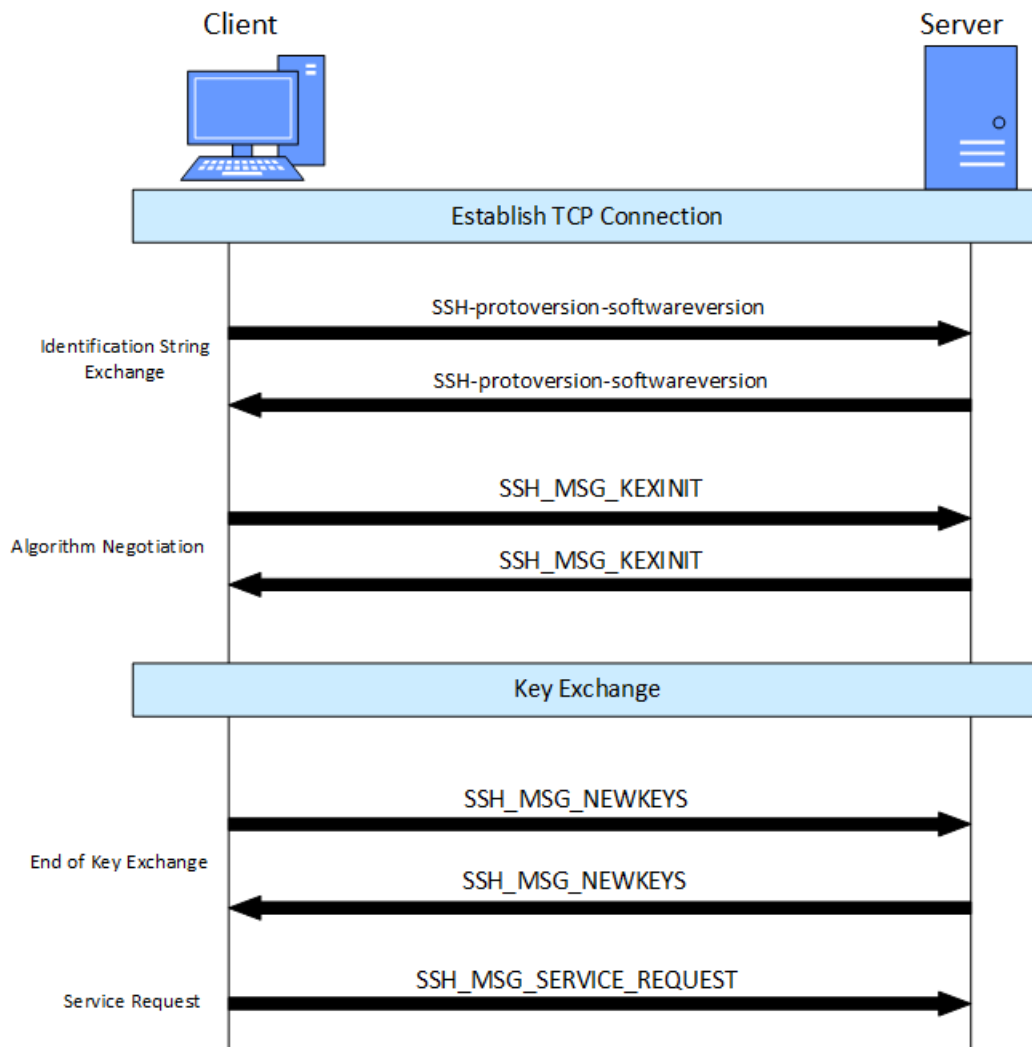 Client
Server
Establish TCP Connection
SSH-protoversion-softwareversion
Identification String
Exchange
SSH-protoversion-softwareversion
SSH_MSG_KEXINIT
Algorithm Negotiation
SSH_MSG_KEXINIT
Key Exchange
SSH_MSG_NEWKEYS
End of Key Exchange
SSH_MSG_NEWKEYS
SSH_MSG_SERVICE_REQUEST
Service Request